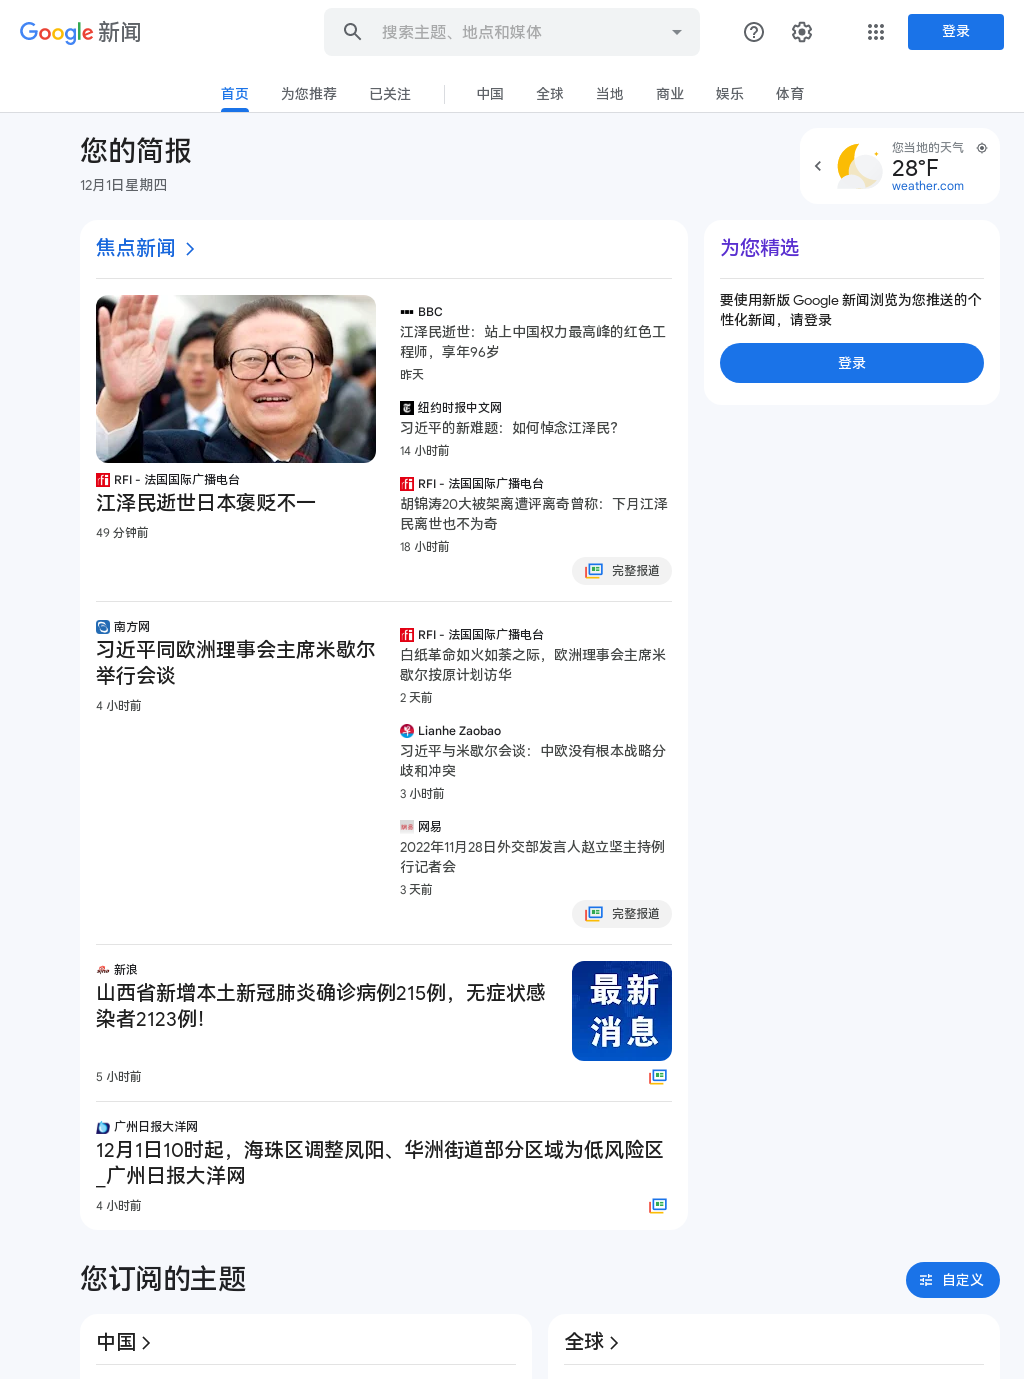 Google 新闻
搜索主题、地点和媒体
登录
首页 为您推荐 已关注 中国 全球 当地 商业 娱乐 体育
您的简报
12月1日星期四
您当地的天气
28°F
weather.com
焦点新闻
RFI - 法国国际广播电台
江泽民逝世日本褒贬不一
49 分钟前
BBC
江泽民逝世：站上中国权力最高峰的红色工
程师，享年96岁
昨天
纽约时报中文网
习近平的新难题：如何悼念江泽民？
14 小时前
RFI - 法国国际广播电台
胡锦涛20大被架离遭评离奇曾称：下月江泽
民离世也不为奇
18 小时前
完整报道
南方网
习近平同欧洲理事会主席米歇尔
举行会谈
4 小时前
RFI - 法国国际广播电台
白纸革命如火如荼之际，欧洲理事会主席米
歇尔按原计划访华
2 天前
Lianhe Zaobao
习近平与米歇尔会谈：中欧没有根本战略分
歧和冲突
3 小时前
网易
2022年11月28日外交部发言人赵立坚主持例
行记者会
3 天前
完整报道
新浪
山西省新增本土新冠肺炎确诊病例215例，无症状感
染者2123例！
5 小时前
最新
消息
广州日报大洋网
12月1日10时起，海珠区调整凤阳、华洲街道部分区域为低风险区
_广州日报大洋网
4 小时前
为您精选
要使用新版 Google 新闻浏览为您推送的个
性化新闻，请登录
登录
您订阅的主题
自定义
中国
全球